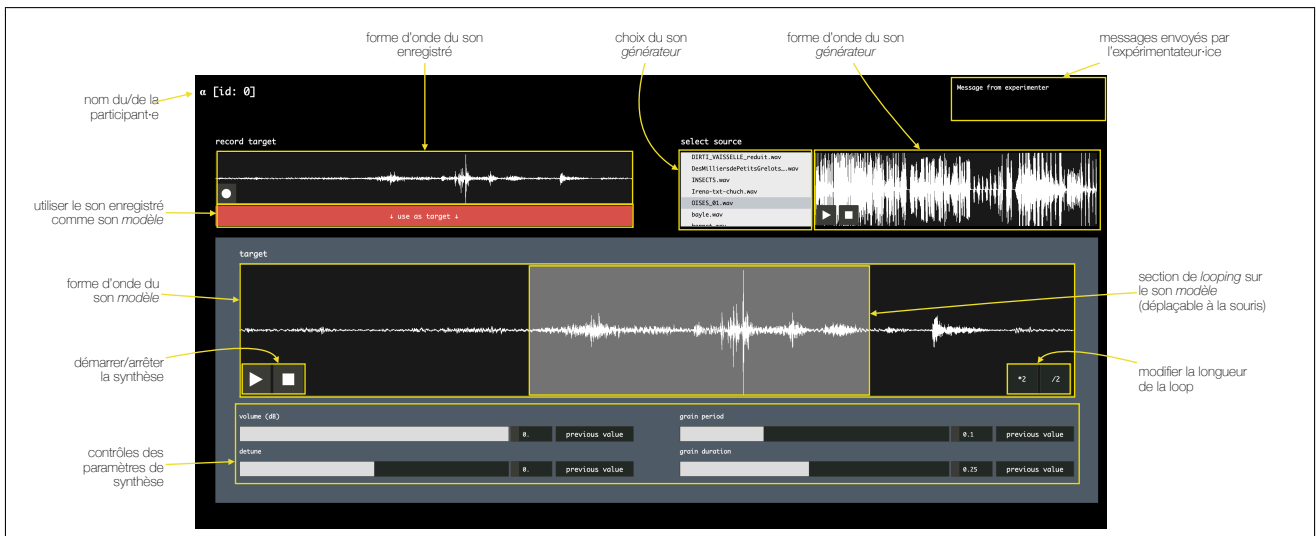 forme d'onde du son
enregistré
choix du son
générateur
forme d'onde du son
générateur
messages envoyés par
l'expérimentateur·ice
nom du/de la
participant·e
α [id: 0]
Message from experimenter
record target
select source
DIRTI_VAISSELLE_reduit.wav
DesMilliersdePetitsGrelots….wav
INSECTS.wav
Irena-txt-chuch.wav
OISES_01.wav
bayle.wav
utiliser le son enregistré
comme son modèle
↓ use as target ↓
target
forme d'onde du
son modèle
section de looping sur
le son modèle
(déplaçable à la souris)
démarrer/arrêter
la synthèse
*2 /2
modifier la longueur
de la loop
contrôles des
paramètres de
synthèse
volume (dB)
0. previous value
detune
0. previous value
grain period
0.1 previous value
grain duration
0.25 previous value